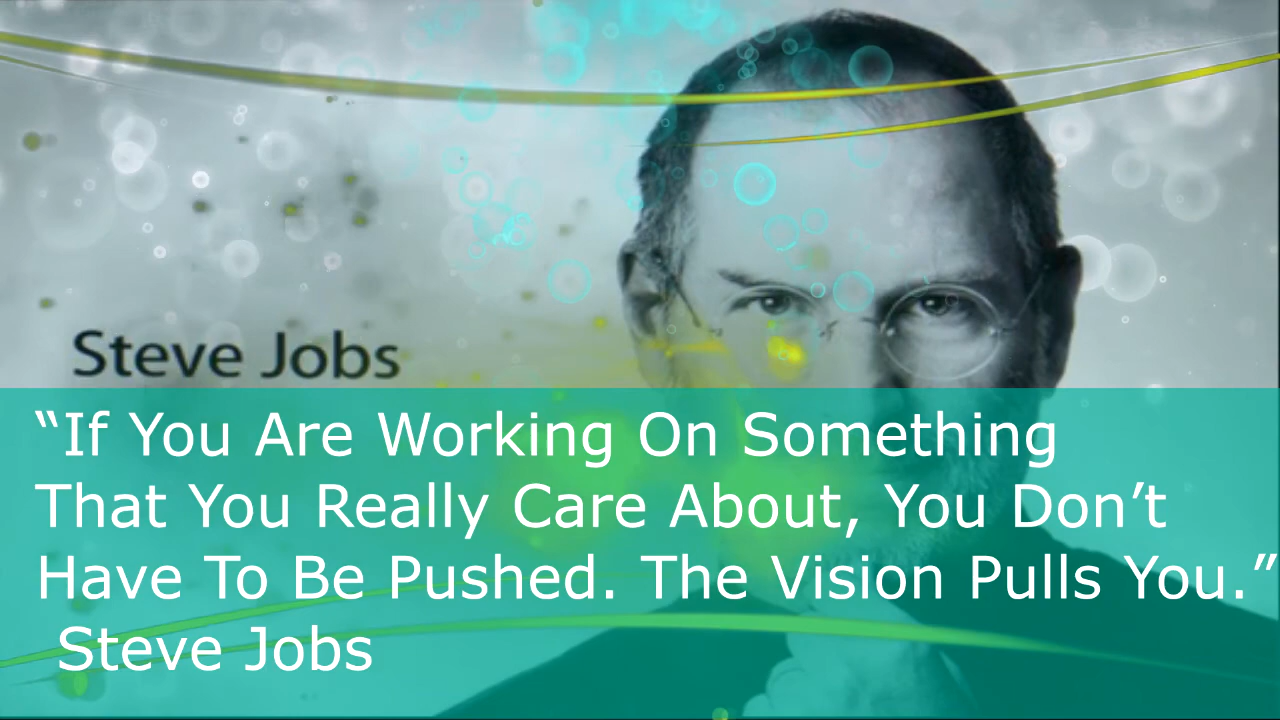 Steve Jobs
“If You Are Working On Something
That You Really Care About, You Don’t
Have To Be Pushed. The Vision Pulls You.”
Steve Jobs